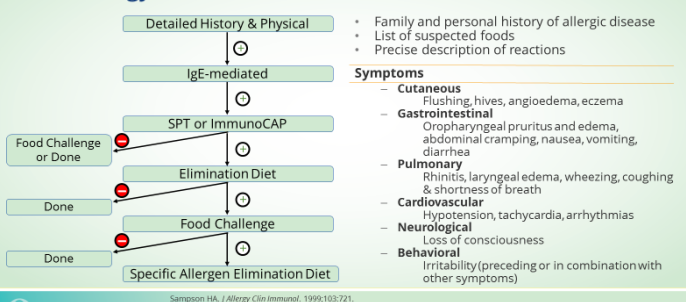 Detailed History & Physical
IgE-mediated
SPT or ImmunoCAP
Food Challenge
or Done
Elimination Diet
Done
Food Challenge
Done
Specific Allergen Elimination Diet
• Family and personal history of allergic disease
• List of suspected foods
• Precise description of reactions
Symptoms
– Cutaneous
Flushing, hives, angioedema, eczema
– Gastrointestinal
Oropharyngeal pruritus and edema,
abdominal cramping, nausea, vomiting,
diarrhea
– Pulmonary
Rhinitis, laryngeal edema, wheezing, coughing
& shortness of breath
– Cardiovascular
Hypotension, tachycardia, arrhythmias
– Neurological
Loss of consciousness
– Behavioral
Irritability (preceding or in combination with
other symptoms)
Sampson HA. J Allergy Clin Immunol. 1999;103:721.